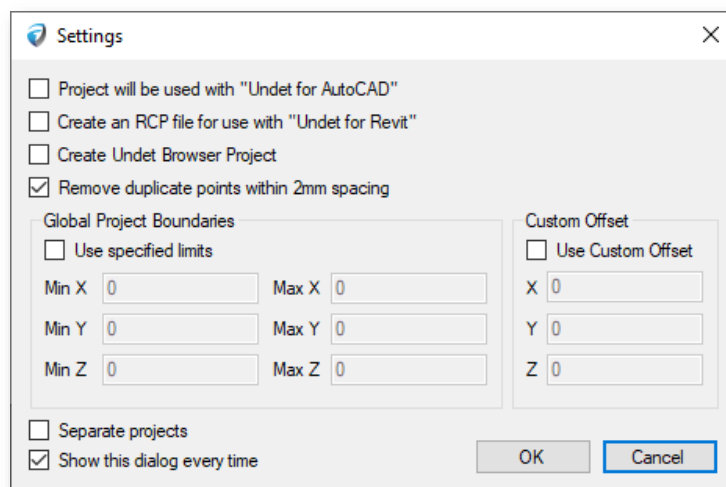 Settings
Project will be used with "Undet for AutoCAD"
Create an RCP file for use with "Undet for Revit"
Create Undet Browser Project
Remove duplicate points within 2mm spacing
Global Project Boundaries
Use specified limits
Min X 0 Max X 0
Min Y 0 Max Y 0
Min Z 0 Max Z 0
Custom Offset
Use Custom Offset
X 0
Y 0
Z 0
Separate projects
Show this dialog every time
OK Cancel